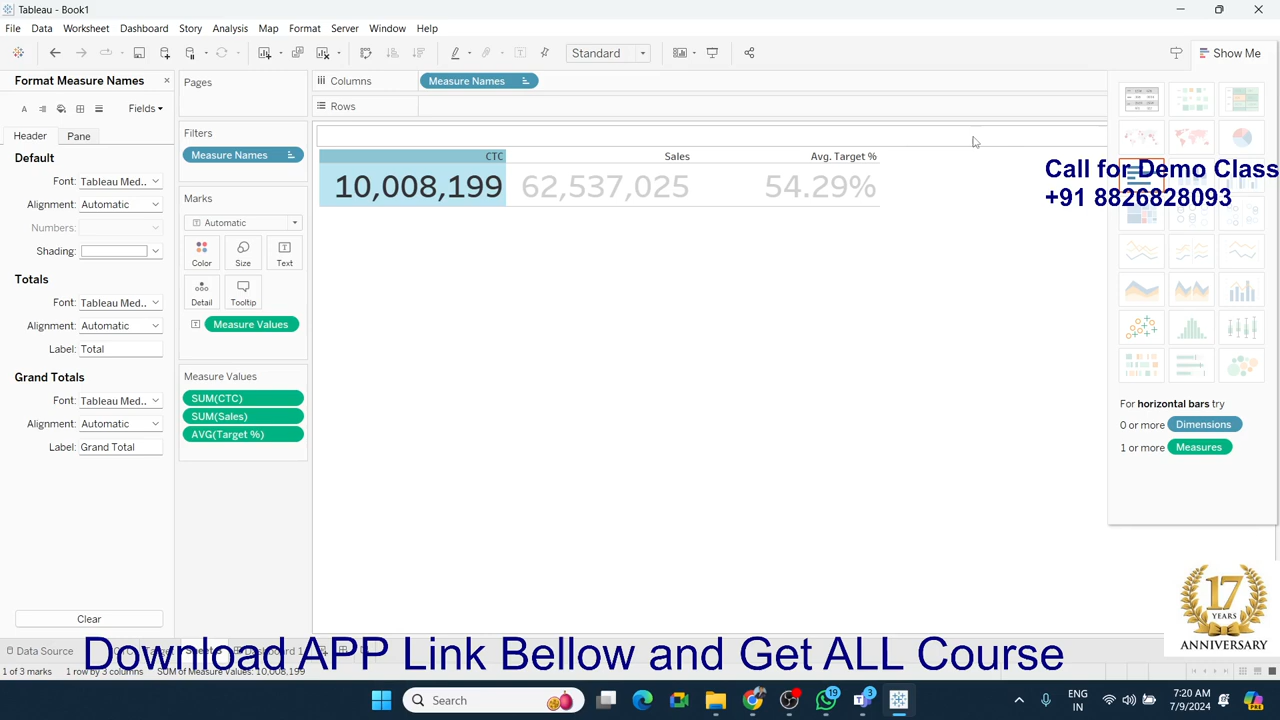 Tableau - Book1
File Data Worksheet Dashboard Story Analysis Map Format Server Window Help
Standard
Show Me
Format Measure Names
Fields
Header Pane
Default
Font: Tableau Med..
Alignment: Automatic
Numbers:
Shading:
Totals
Font: Tableau Med..
Alignment: Automatic
Label: Total
Grand Totals
Font: Tableau Med..
Alignment: Automatic
Label: Grand Total
Clear
Pages
Filters
Measure Names
Marks
Automatic
Color Size Text
Detail Tooltip
Measure Values
Measure Values
SUM(CTC)
SUM(Sales)
AVG(Target %)
Columns Measure Names
Rows
CTC Sales Avg. Target %
10,008,199 62,537,025 54.29%
Call for Demo Class
+91 8826828093
For horizontal bars try
0 or more Dimensions
1 or more Measures
17
YEARS
ANNIVERSARY
Data Source
Download APP Link Bellow and Get ALL Course
1 of 3 marks 1 row by 3 columns SUM of Measure Values: 10,008,199
Search
19
3
ENG
IN
7:20 AM
7/9/2024